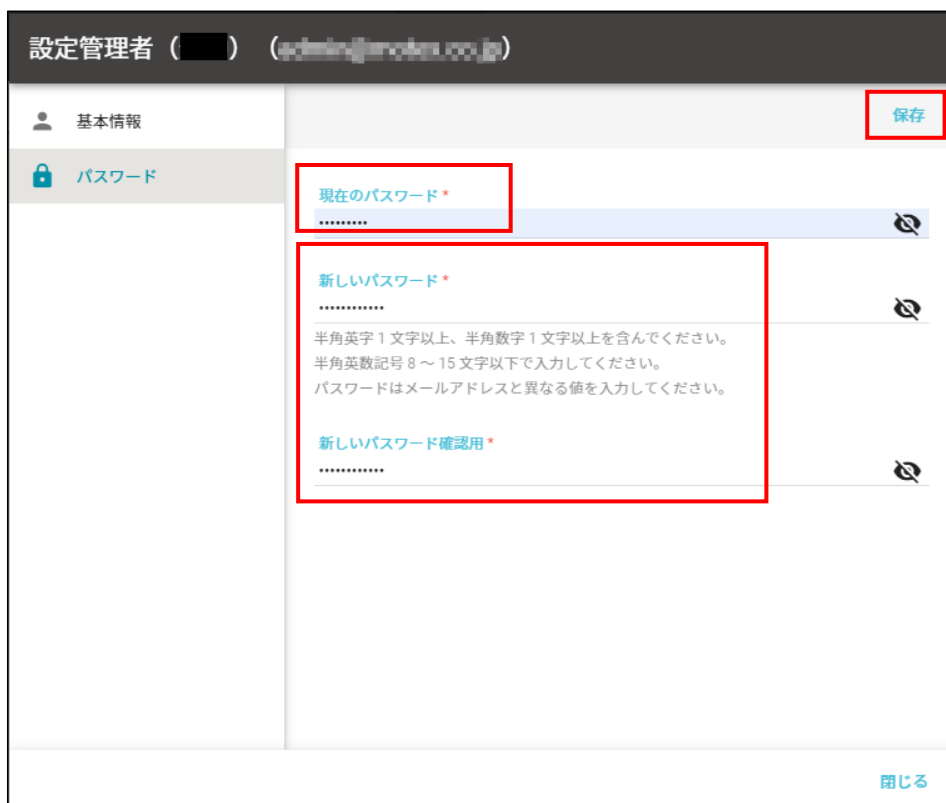 設定管理者（ ）（ ）
基本情報
保存
パスワード
現在のパスワード *
•••••••••
新しいパスワード *
••••••••••••
半角英字 1 文字以上、半角数字 1 文字以上を含んでください。
半角英数記号 8 ～ 15 文字以下で入力してください。
パスワードはメールアドレスと異なる値を入力してください。
新しいパスワード確認用 *
••••••••••••
閉じる